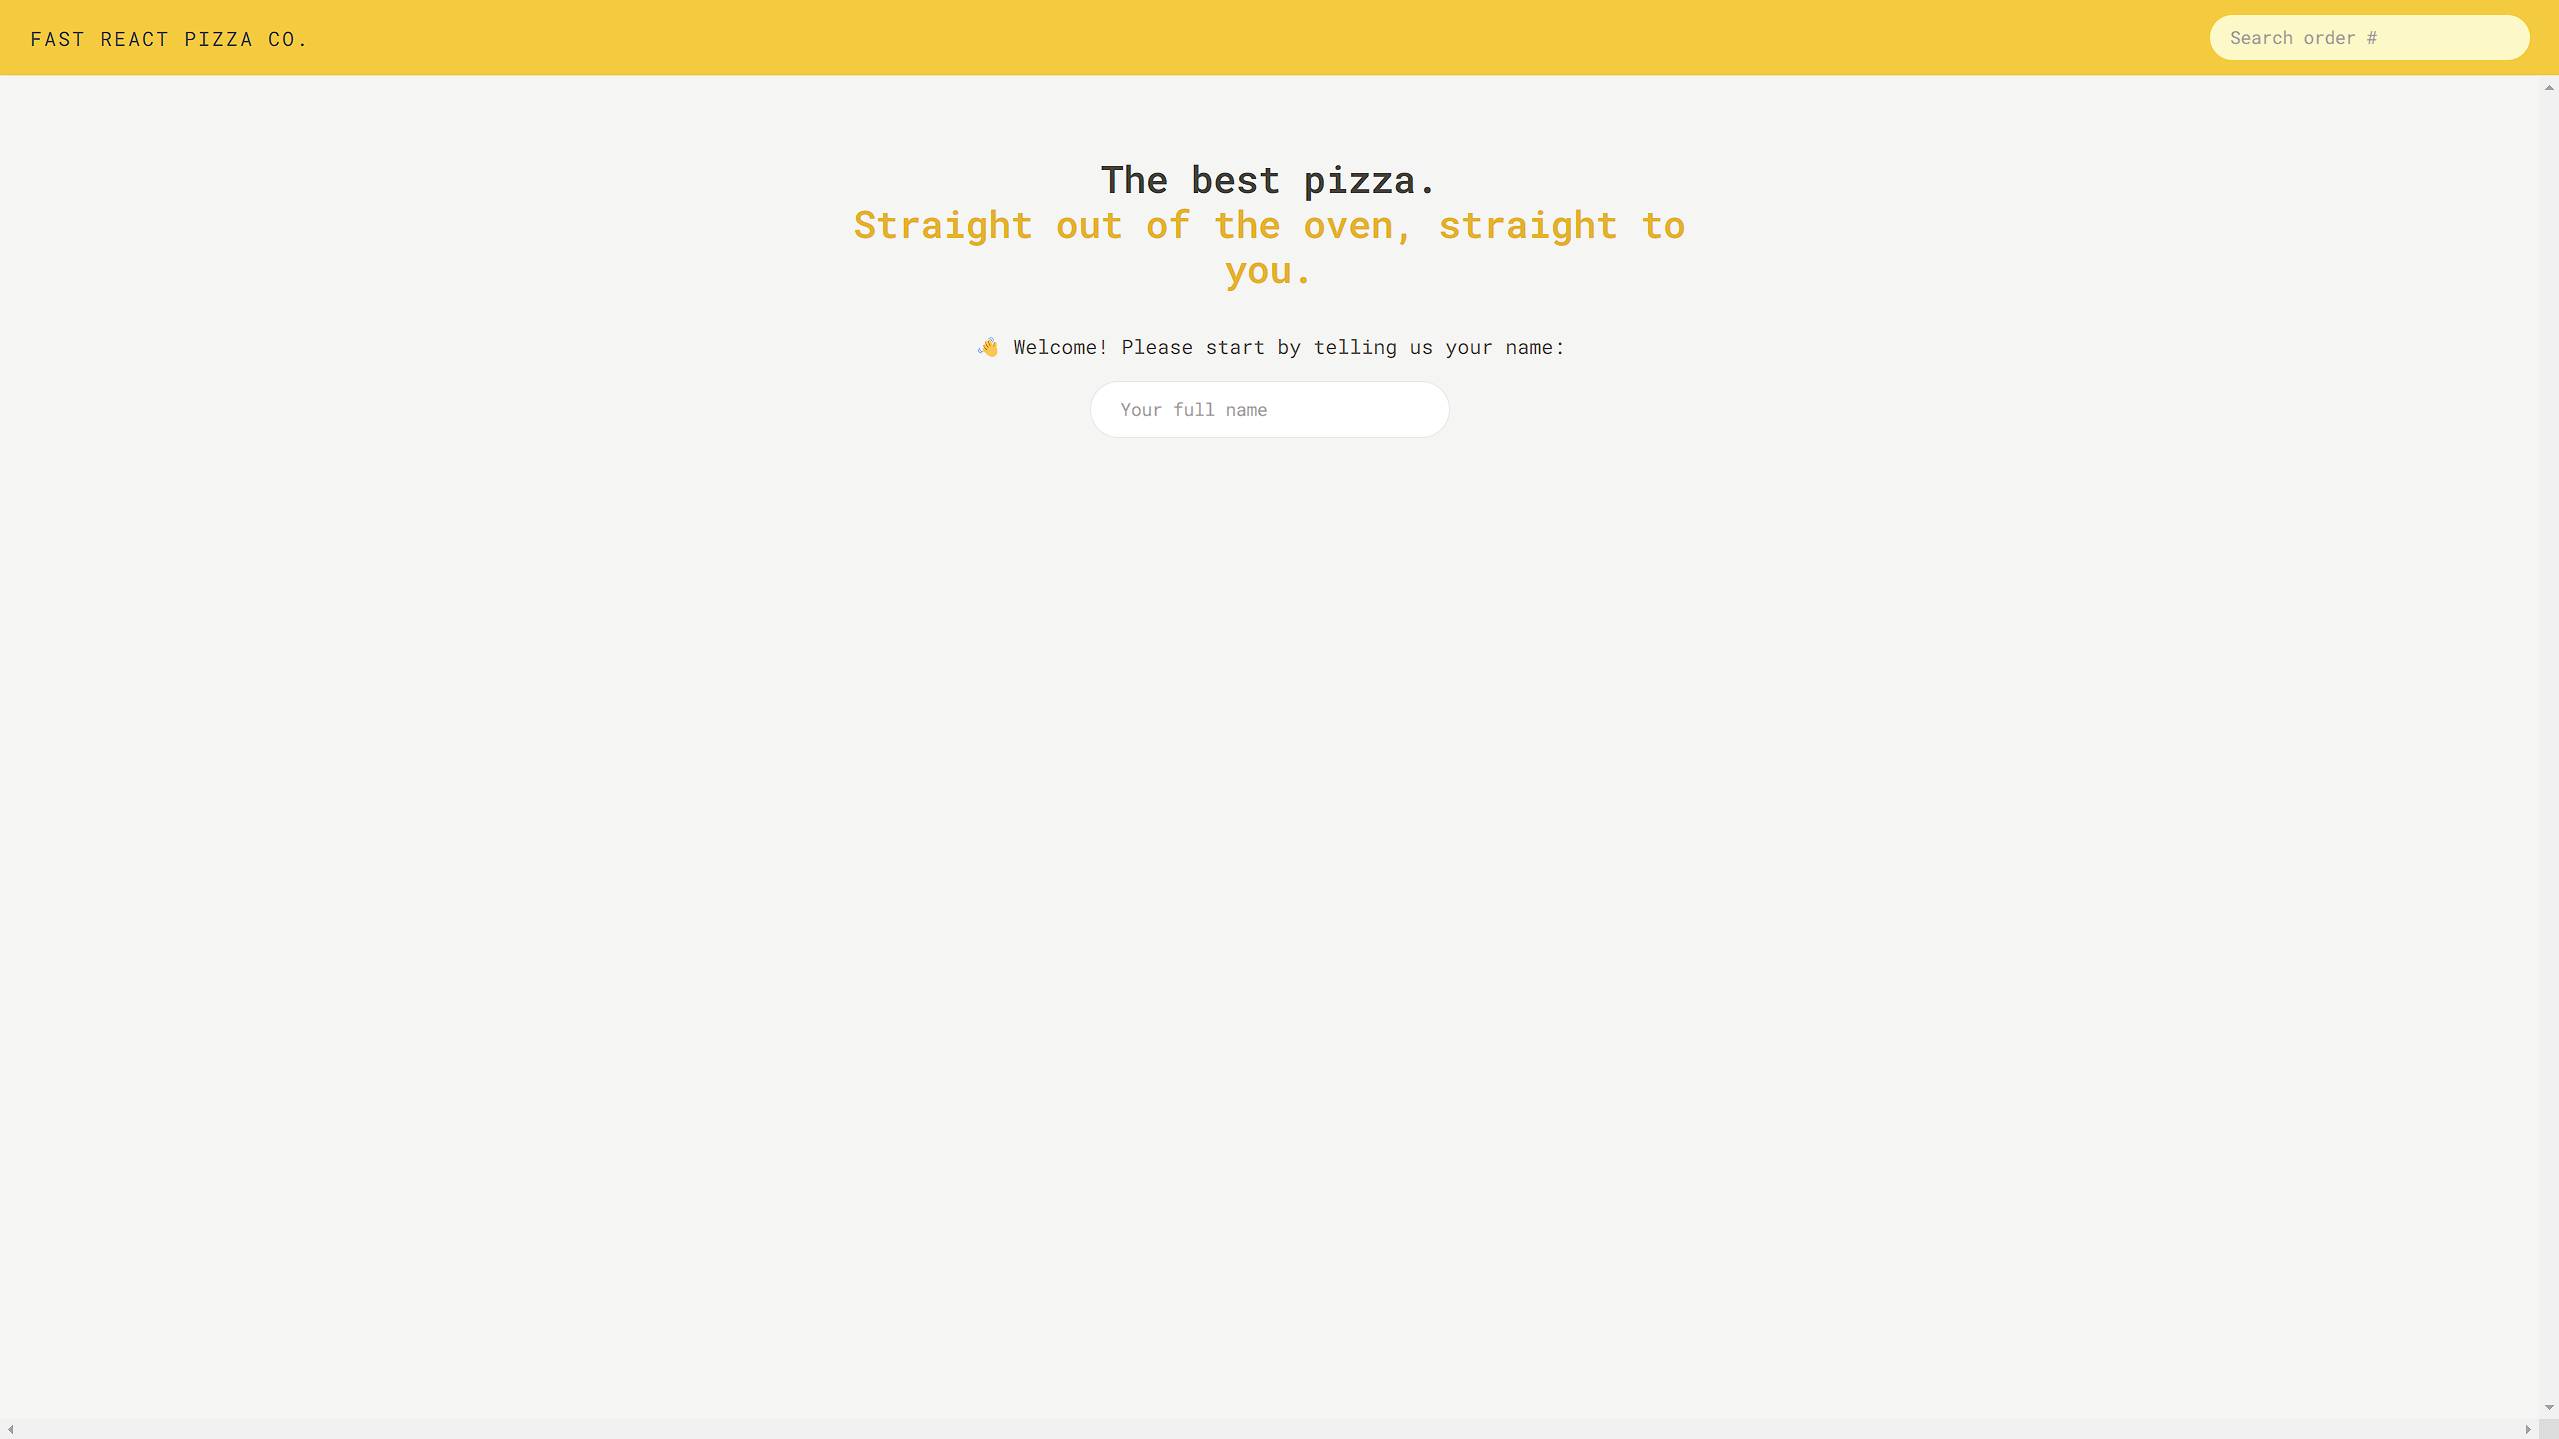 FAST REACT PIZZA CO.
Search order #
The best pizza.
Straight out of the oven, straight to
you.
👋 Welcome! Please start by telling us your name:
Your full name